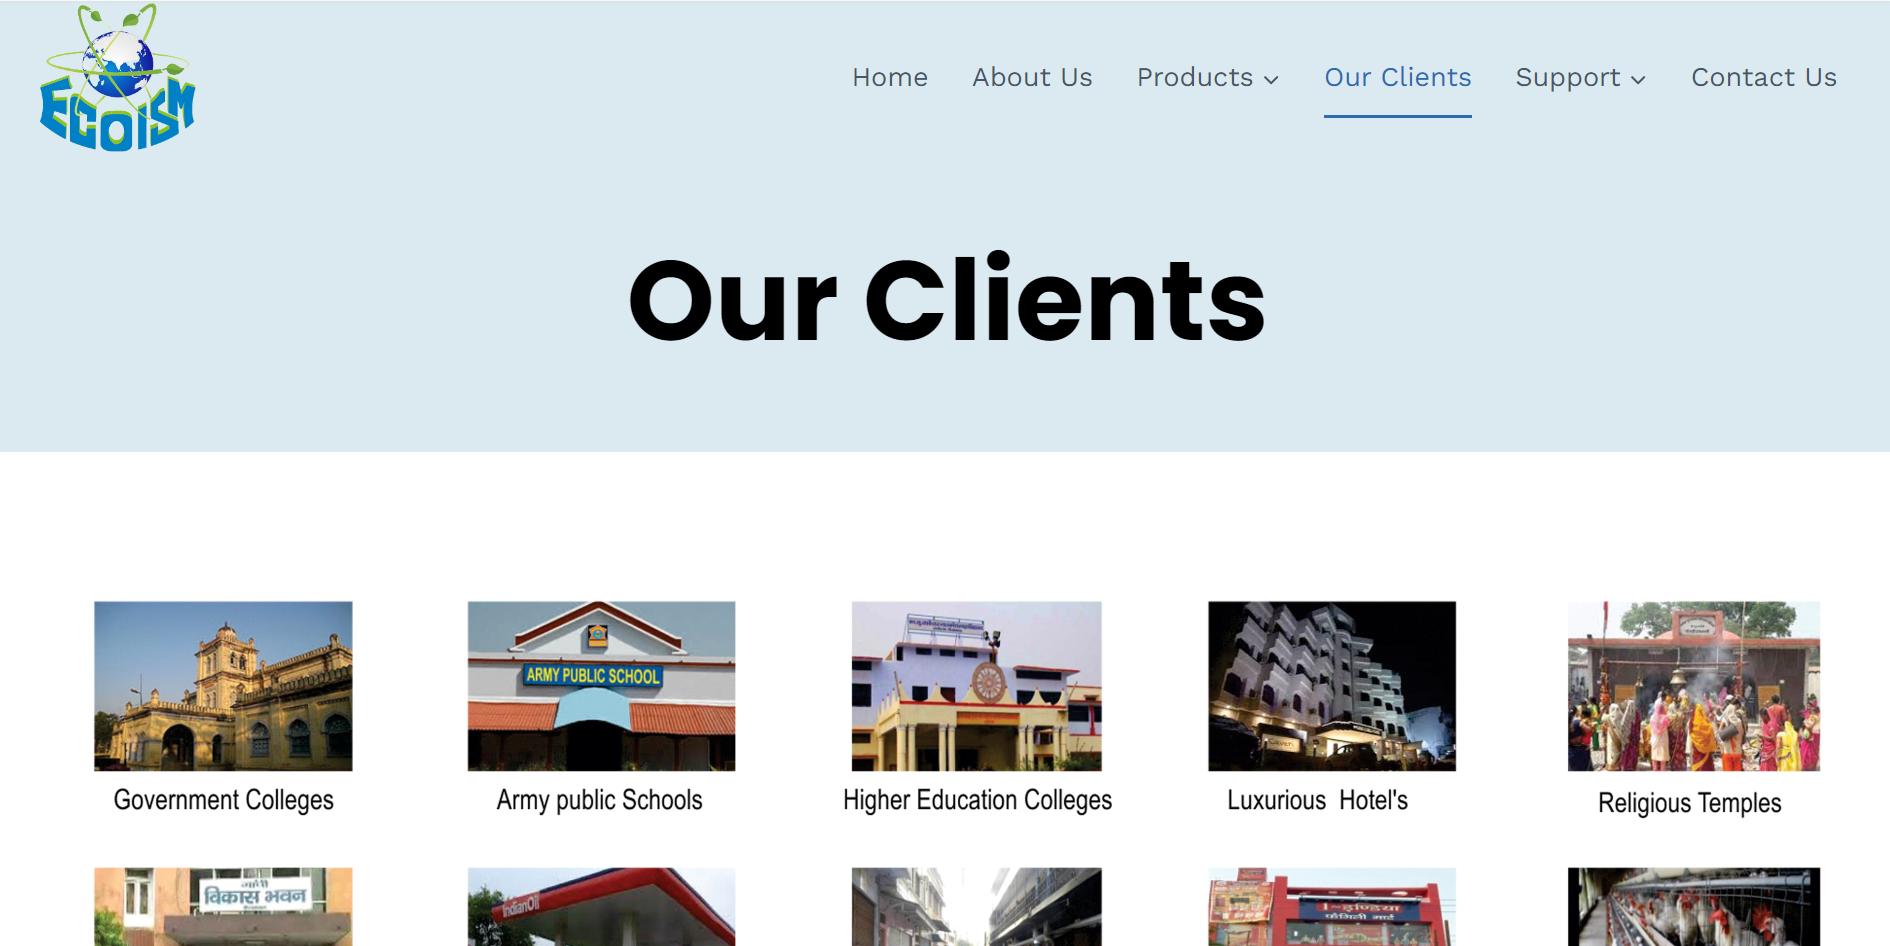 ECOISM
Home About Us Products Our Clients Support Contact Us
Our Clients
ARMY PUBLIC SCHOOL
Government Colleges
Army public Schools
Higher Education Colleges
Luxurious Hotel's
Religious Temples
गांधी
विकास भवन
IndianOil
इण्डिया
फैमिली मार्ट